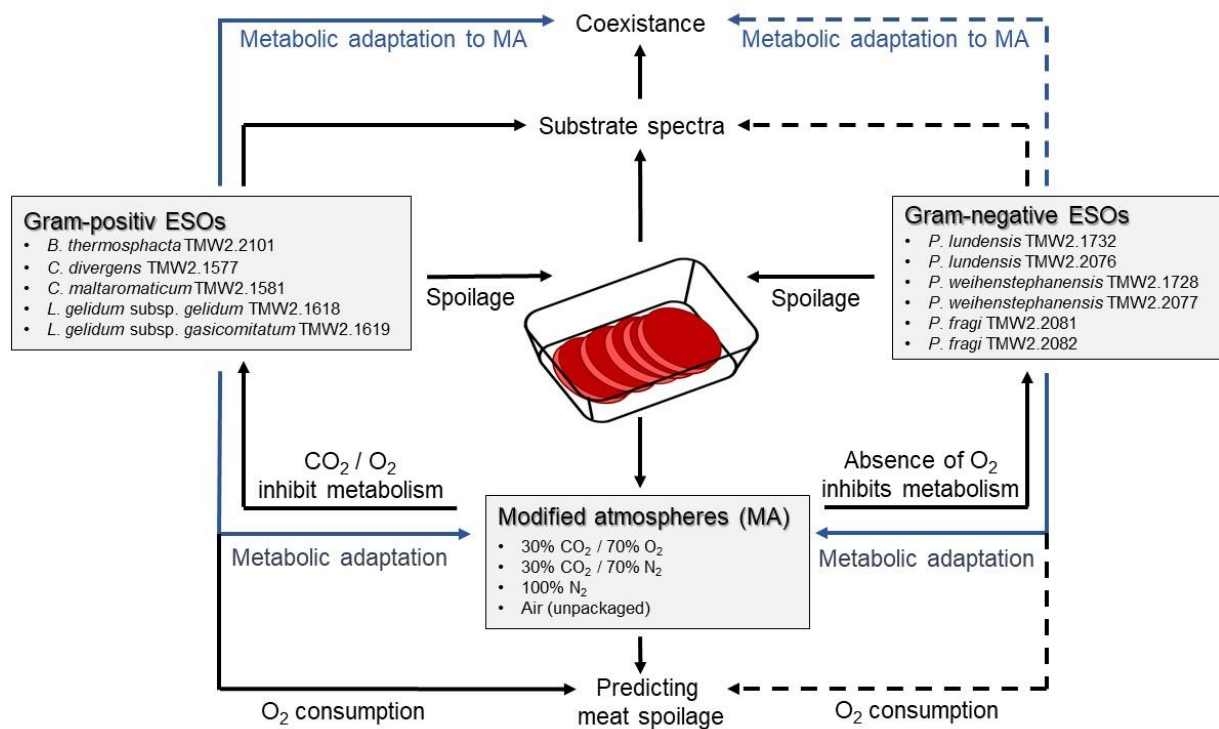 Coexistance
Metabolic adaptation to MA
Metabolic adaptation to MA
Substrate spectra
Gram-positiv ESOs
• B. thermosphacta TMW2.2101
• C. divergens TMW2.1577
• C. maltaromaticum TMW2.1581
• L. gelidum subsp. gelidum TMW2.1618
• L. gelidum subsp. gasicomitatum TMW2.1619
Spoilage
Spoilage
Gram-negative ESOs
• P. lundensis TMW2.1732
• P. lundensis TMW2.2076
• P. weihenstephanensis TMW2.1728
• P. weihenstephanensis TMW2.2077
• P. fragi TMW2.2081
• P. fragi TMW2.2082
CO₂ / O₂
inhibit metabolism
Absence of O₂
inhibits metabolism
Modified atmospheres (MA)
• 30% CO₂ / 70% O₂
• 30% CO₂ / 70% N₂
• 100% N₂
• Air (unpackaged)
Metabolic adaptation
Metabolic adaptation
Predicting
meat spoilage
O₂ consumption
O₂ consumption